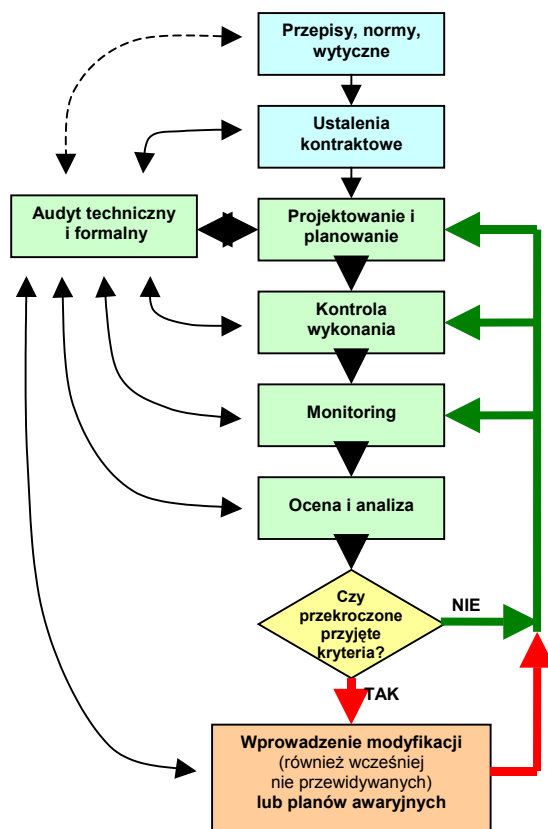 Przepisy, normy,
wytyczne
Ustalenia
kontraktowe
Audyt techniczny
i formalny
Projektowanie i
planowanie
Kontrola
wykonania
Monitoring
Ocena i analiza
Czy
przekroczone
przyjęte
kryteria?
NIE
TAK
Wprowadzenie modyfikacji
(również wcześniej
nie przewidywanych)
lub planów awaryjnych